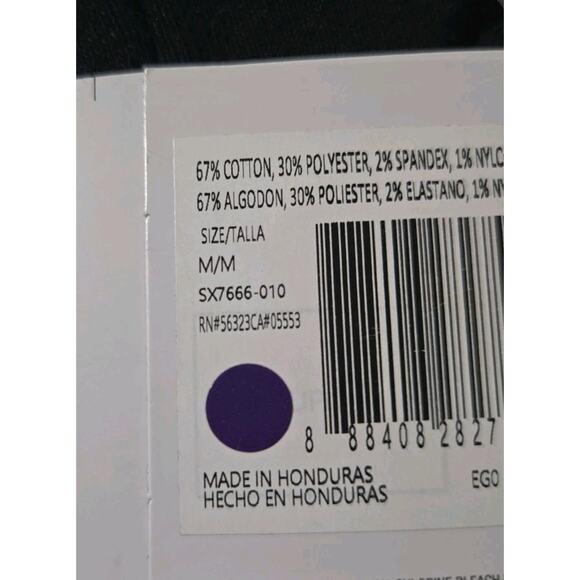 67% COTTON, 30% POLYESTER, 2% SPANDEX, 1% NYLO
67% ALGODON, 30% POLIESTER, 2% ELASTANO, 1% NY
SIZE/TALLA
M/M
SX7666-010
RN#56323CA#05553
8 88408 2827
MADE IN HONDURAS
HECHO EN HONDURAS
EGO